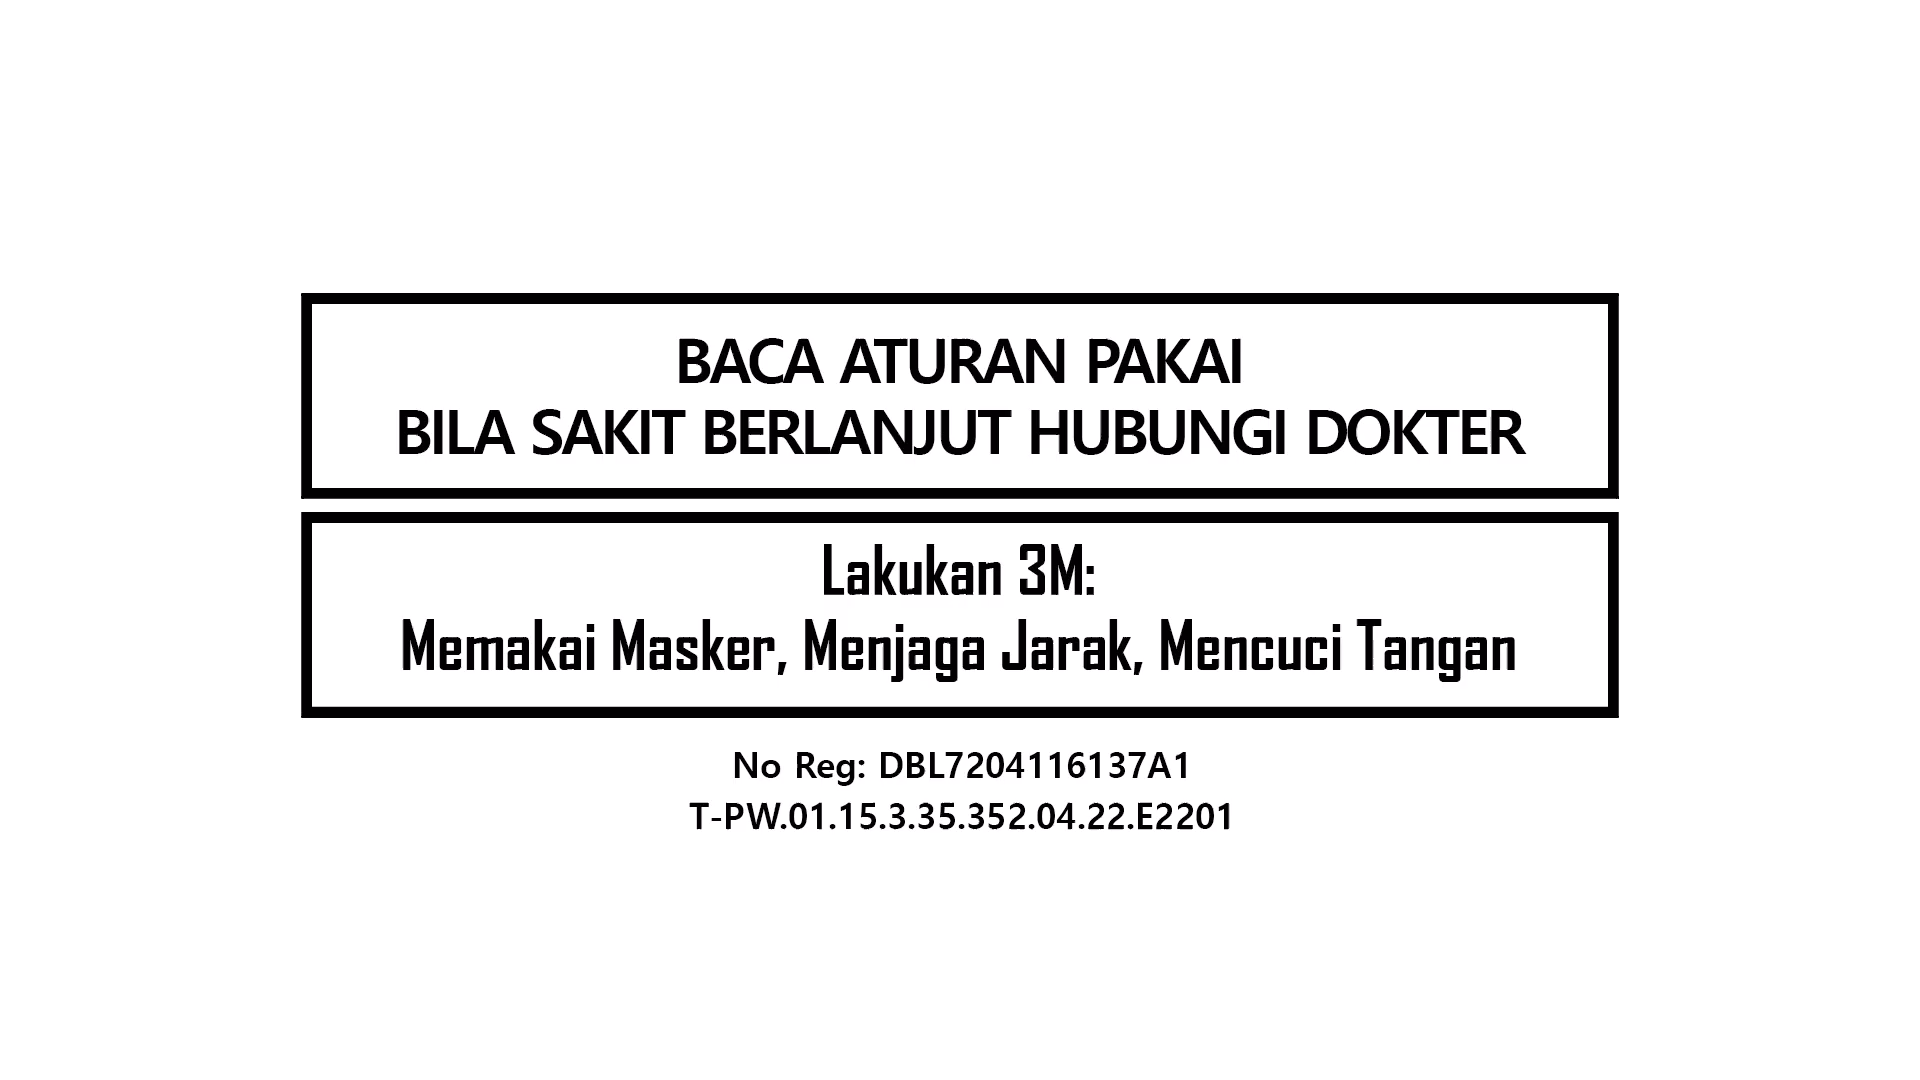 BACA ATURAN PAKAI
BILA SAKIT BERLANJUT HUBUNGI DOKTER
Lakukan 3M:
Memakai Masker, Menjaga Jarak, Mencuci Tangan
No Reg: DBL7204116137A1
T-PW.01.15.3.35.352.04.22.E2201